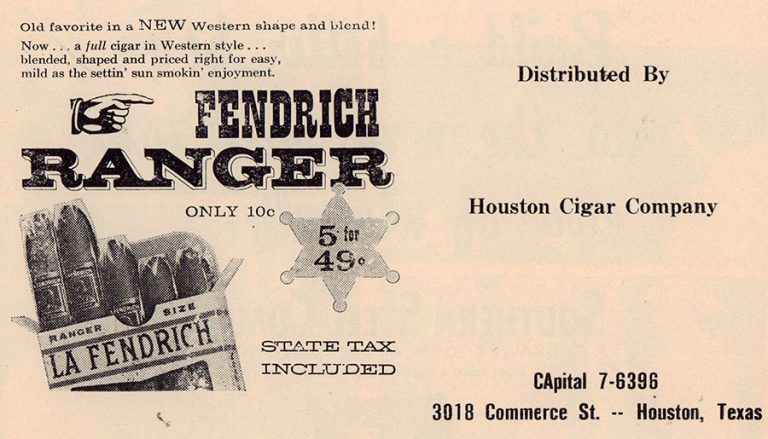 Old favorite in a NEW Western shape and blend!
Now . . . a full cigar in Western style . . .
blended, shaped and priced right for easy,
mild as the settin' sun smokin' enjoyment.
FENDRICH
RANGER
ONLY 10c
5 for
49c
FENDRICH
RANGER SIZE
LA FENDRICH
STATE TAX
INCLUDED
Distributed By
Houston Cigar Company
CApital 7-6396
3018 Commerce St. -- Houston, Texas